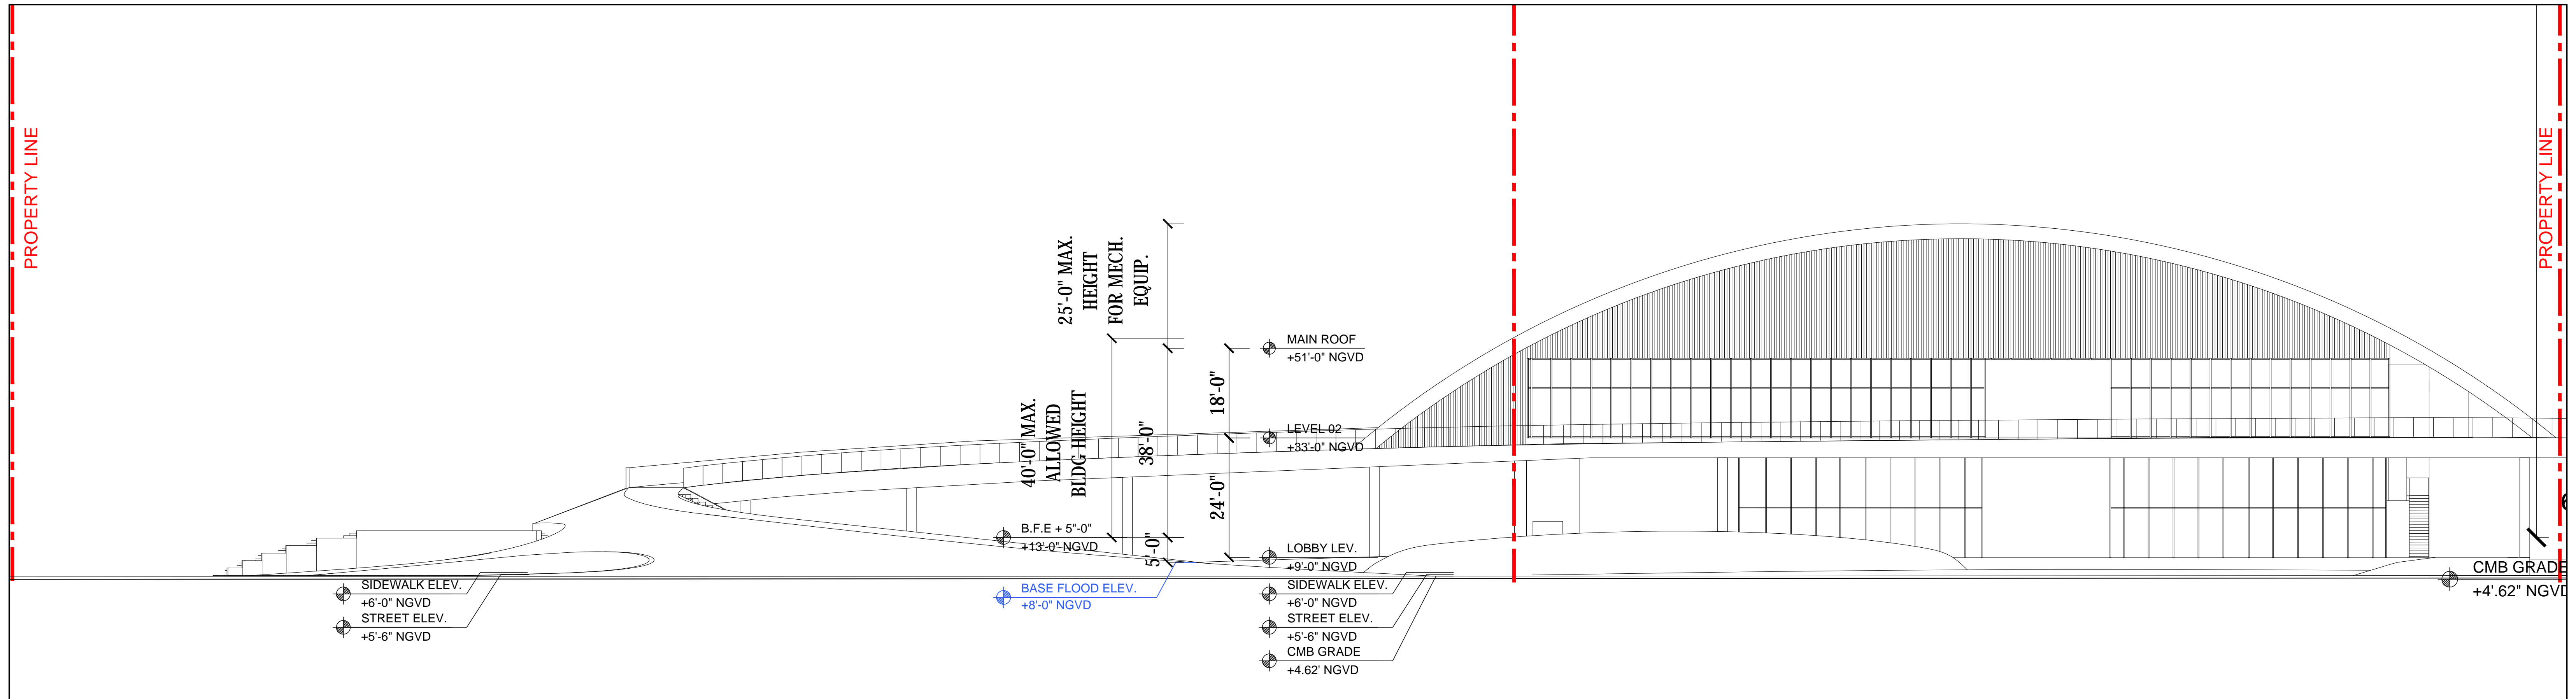 PROPERTY LINE
25'-0" MAX.
HEIGHT
FOR MECH.
EQUIP.
40'-0" MAX.
ALLOWED
BLDG HEIGHT
38'-0"
5'-0"
18'-0"
24'-0"
MAIN ROOF
+51'-0" NGVD
LEVEL 02
+33'-0" NGVD
B.F.E + 5"-0"
+13'-0" NGVD
LOBBY LEV.
+9'-0" NGVD
BASE FLOOD ELEV.
+8'-0" NGVD
SIDEWALK ELEV.
+6'-0" NGVD
STREET ELEV.
+5'-6" NGVD
SIDEWALK ELEV.
+6'-0" NGVD
STREET ELEV.
+5'-6" NGVD
CMB GRADE
+4.62' NGVD
PROPERTY LINE
CMB GRADE
+4'.62" NGVD